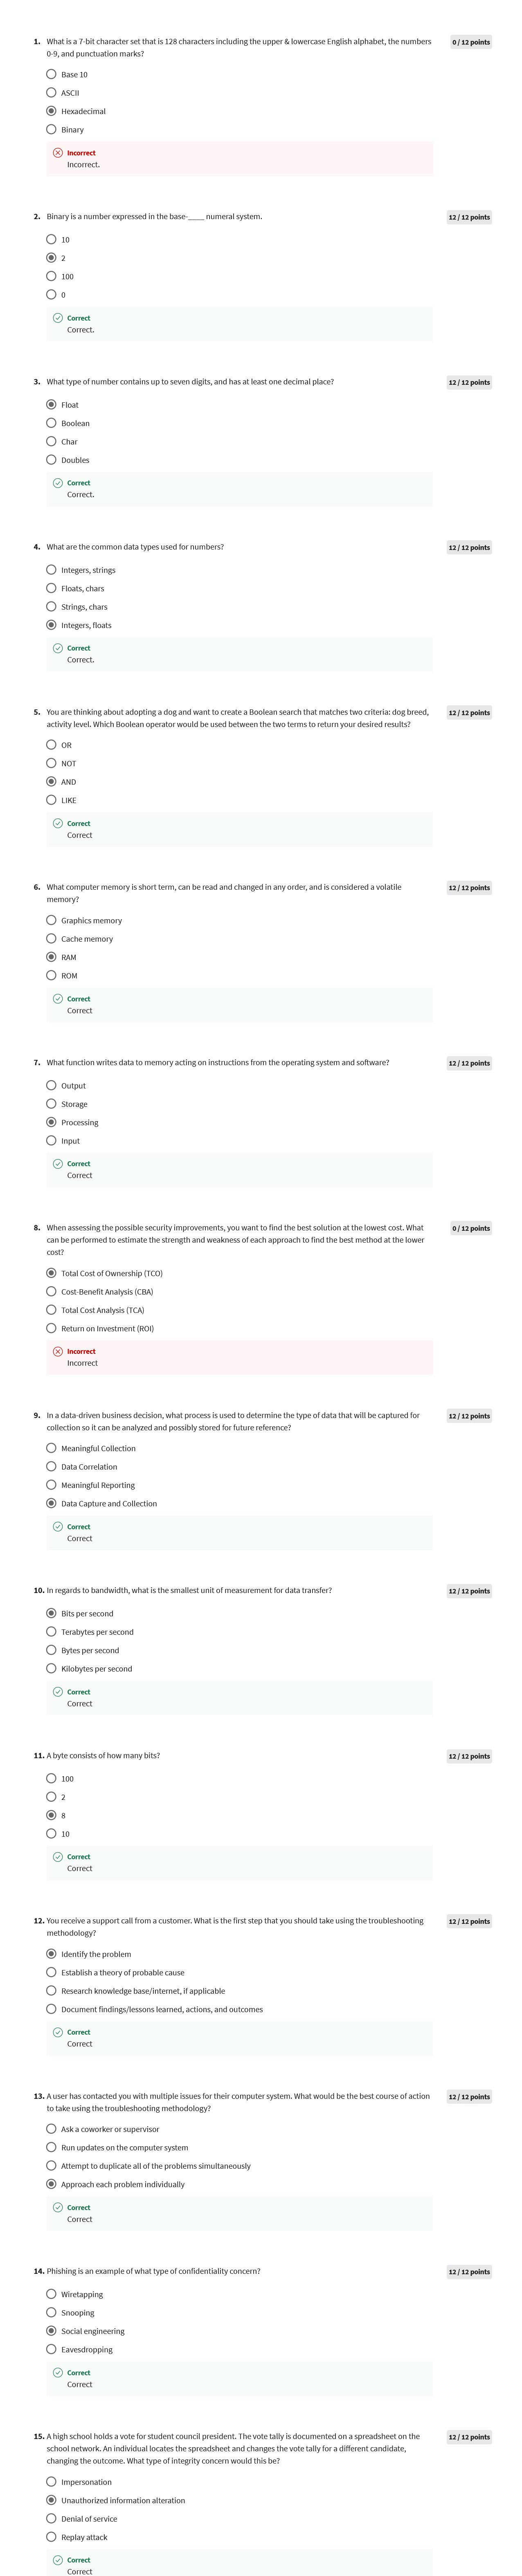 1. What is a 7-bit character set that is 128 characters including the upper & lowercase English alphabet, the numbers
0-9, and punctuation marks?
0 / 12 points
Base 10
ASCII
Hexadecimal
Binary
Incorrect
Incorrect.
2. Binary is a number expressed in the base-____ numeral system.
12 / 12 points
10
2
100
0
Correct
Correct.
3. What type of number contains up to seven digits, and has at least one decimal place?
12 / 12 points
Float
Boolean
Char
Doubles
Correct
Correct.
4. What are the common data types used for numbers?
12 / 12 points
Integers, strings
Floats, chars
Strings, chars
Integers, floats
Correct
Correct.
5. You are thinking about adopting a dog and want to create a Boolean search that matches two criteria: dog breed,
activity level. Which Boolean operator would be used between the two terms to return your desired results?
12 / 12 points
OR
NOT
AND
LIKE
Correct
Correct
6. What computer memory is short term, can be read and changed in any order, and is considered a volatile
memory?
12 / 12 points
Graphics memory
Cache memory
RAM
ROM
Correct
Correct
7. What function writes data to memory acting on instructions from the operating system and software?
12 / 12 points
Output
Storage
Processing
Input
Correct
Correct
8. When assessing the possible security improvements, you want to find the best solution at the lowest cost. What
can be performed to estimate the strength and weakness of each approach to find the best method at the lower
cost?
0 / 12 points
Total Cost of Ownership (TCO)
Cost-Benefit Analysis (CBA)
Total Cost Analysis (TCA)
Return on Investment (ROI)
Incorrect
Incorrect
9. In a data-driven business decision, what process is used to determine the type of data that will be captured for
collection so it can be analyzed and possibly stored for future reference?
12 / 12 points
Meaningful Collection
Data Correlation
Meaningful Reporting
Data Capture and Collection
Correct
Correct
10. In regards to bandwidth, what is the smallest unit of measurement for data transfer?
12 / 12 points
Bits per second
Terabytes per second
Bytes per second
Kilobytes per second
Correct
Correct
11. A byte consists of how many bits?
12 / 12 points
100
2
8
10
Correct
Correct
12. You receive a support call from a customer. What is the first step that you should take using the troubleshooting
methodology?
12 / 12 points
Identify the problem
Establish a theory of probable cause
Research knowledge base/internet, if applicable
Document findings/lessons learned, actions, and outcomes
Correct
Correct
13. A user has contacted you with multiple issues for their computer system. What would be the best course of action
to take using the troubleshooting methodology?
12 / 12 points
Ask a coworker or supervisor
Run updates on the computer system
Attempt to duplicate all of the problems simultaneously
Approach each problem individually
Correct
Correct
14. Phishing is an example of what type of confidentiality concern?
12 / 12 points
Wiretapping
Snooping
Social engineering
Eavesdropping
Correct
Correct
15. A high school holds a vote for student council president. The vote tally is documented on a spreadsheet on the
school network. An individual locates the spreadsheet and changes the vote tally for a different candidate,
changing the outcome. What type of integrity concern would this be?
12 / 12 points
Impersonation
Unauthorized information alteration
Denial of service
Replay attack
Correct
Correct